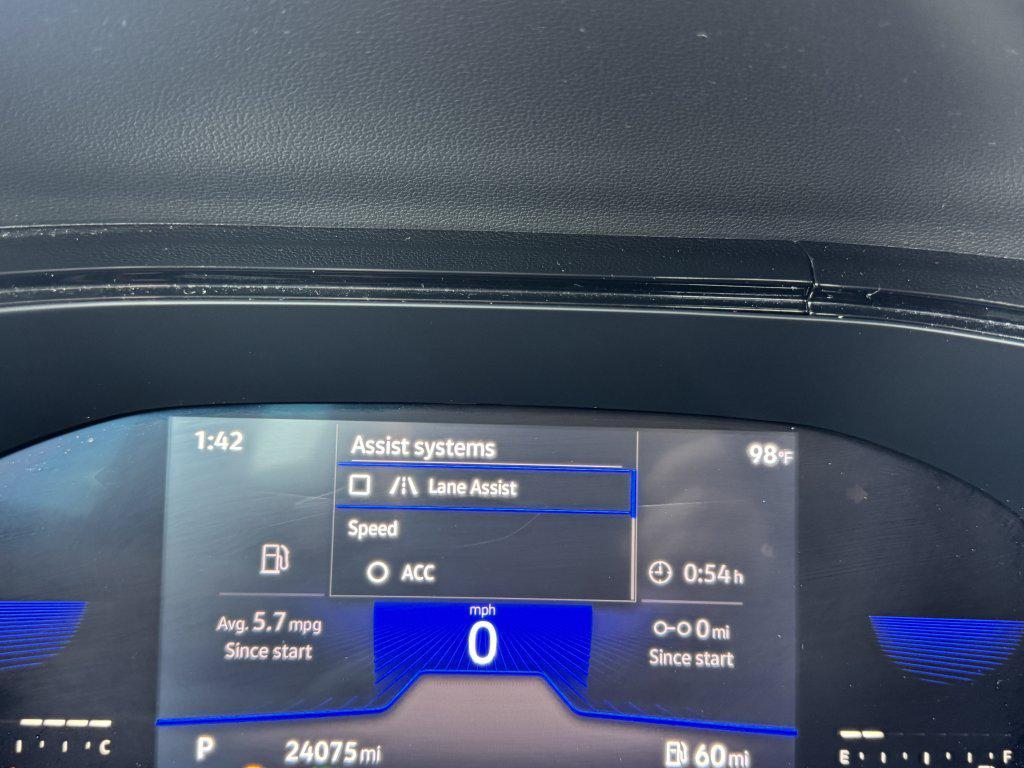 1:42
Assist systems
98°F
Lane Assist
Speed
ACC
0:54 h
mph
0
Avg. 5.7 mpg
Since start
0 mi
Since start
C
P
24075 mi
60 mi
E
F